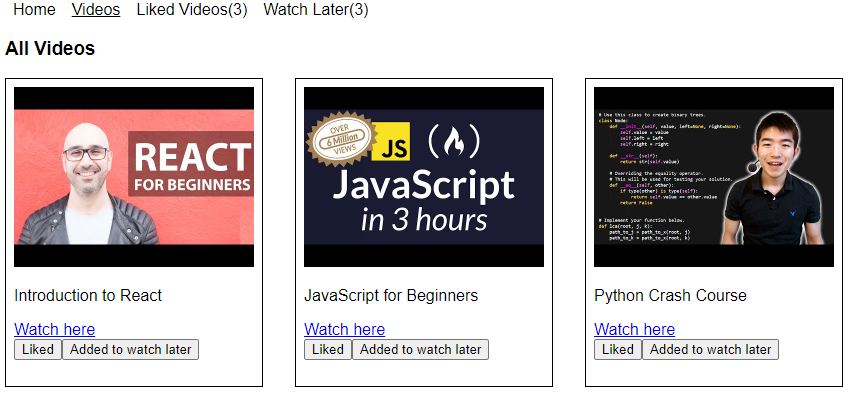 Home Videos Liked Videos(3) Watch Later(3)
All Videos
REACT
FOR BEGINNERS
Introduction to React
Watch here
Liked Added to watch later
OVER
6 Million
VIEWS
JS
JavaScript
in 3 hours
JavaScript for Beginners
Watch here
Liked Added to watch later
# Use this class to create binary trees.
class Node:
def __init__(self, value, left=None, right=None):
self.value = value
self.left = left
self.right = right
def __str__(self):
return str(self.value)
# Overriding the equality operator.
# This will be used for testing your solution.
def __eq__(self, other):
if type(other) is type(self):
return self.value == other.value
return False
# Implement your function below.
def lca(root, j, k):
path_to_j = path_to_x(root, j)
path_to_k = path_to_x(root, k)
Python Crash Course
Watch here
Liked Added to watch later